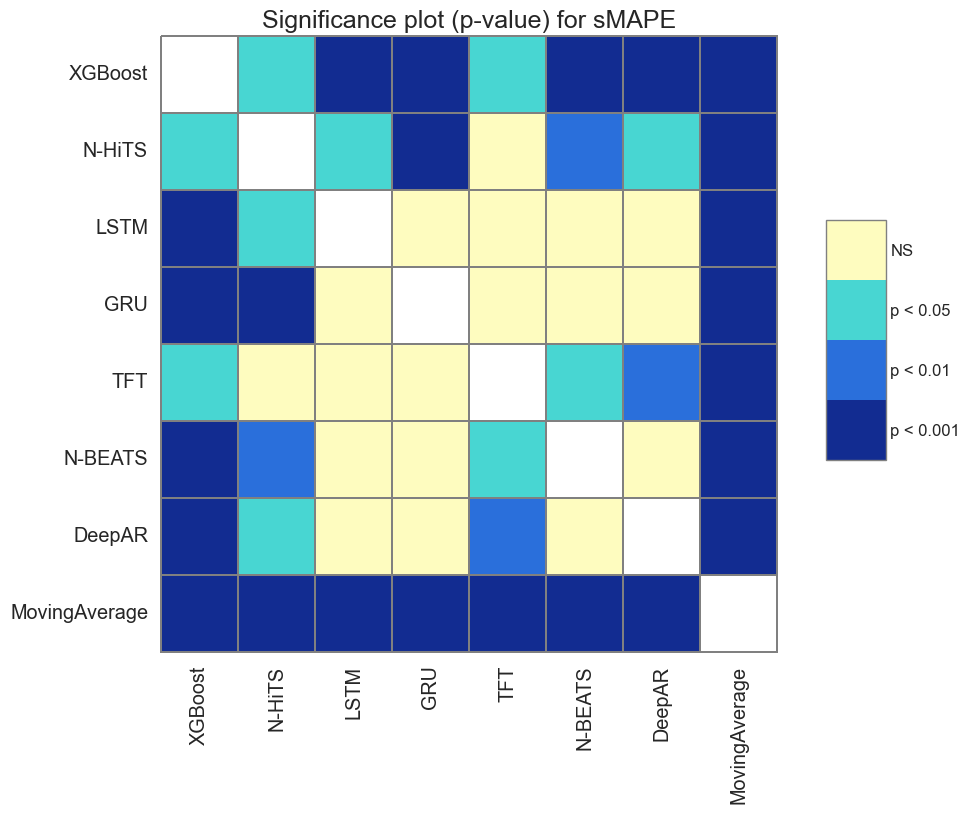 Significance plot (p-value) for sMAPE
XGBoost
N-HiTS
LSTM
GRU
TFT
N-BEATS
DeepAR
MovingAverage
XGBoost
N-HiTS
LSTM
GRU
TFT
N-BEATS
DeepAR
MovingAverage
NS
p < 0.05
p < 0.01
p < 0.001